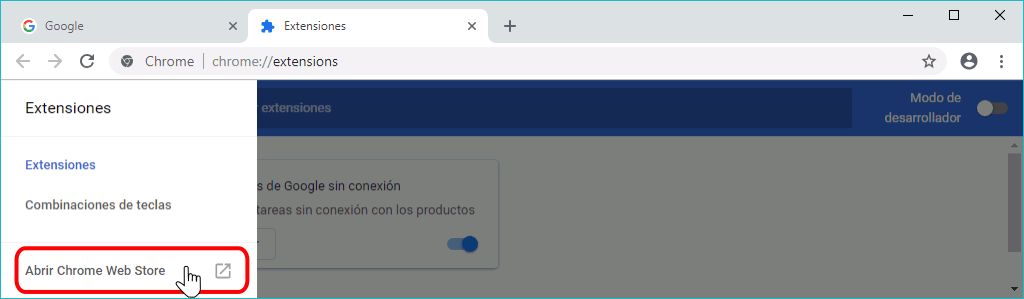 Google
Extensiones
Chrome
chrome://extensions
Extensiones
extensiones
Modo de
desarrollador
Extensiones
Combinaciones de teclas
de Google sin conexión
tareas sin conexión con los productos
Abrir Chrome Web Store